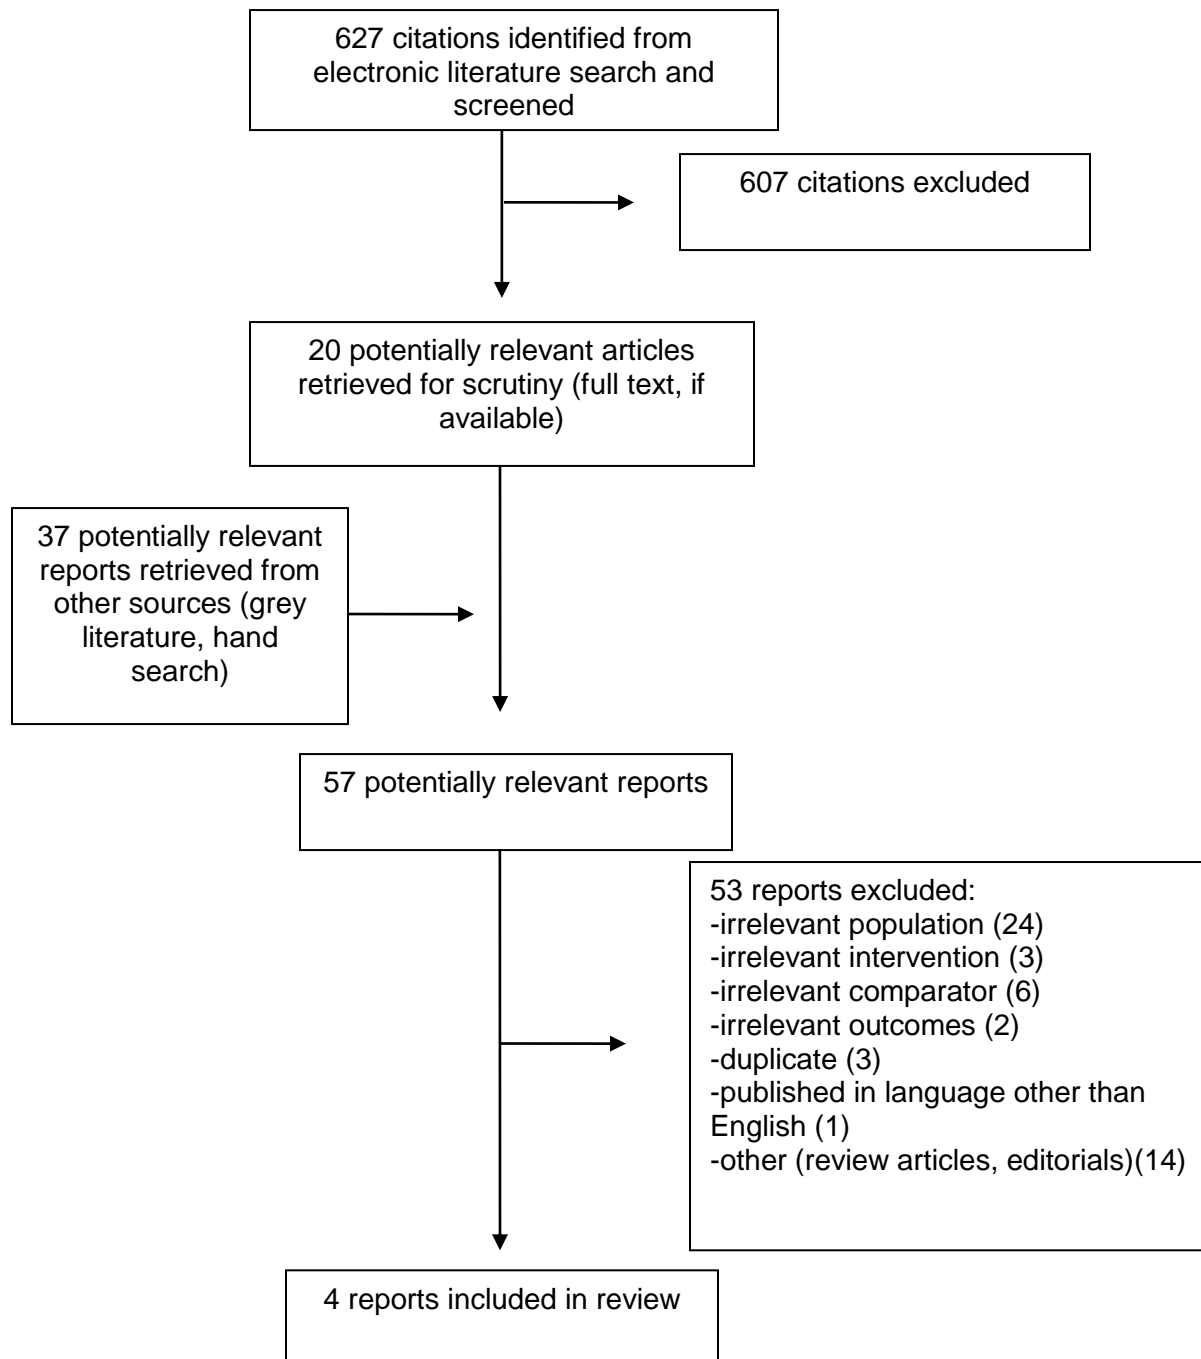 627 citations identified from
electronic literature search and
screened
607 citations excluded
20 potentially relevant articles
retrieved for scrutiny (full text, if
available)
37 potentially relevant
reports retrieved from
other sources (grey
literature, hand
search)
57 potentially relevant reports
53 reports excluded:
-irrelevant population (24)
-irrelevant intervention (3)
-irrelevant comparator (6)
-irrelevant outcomes (2)
-duplicate (3)
-published in language other than
English (1)
-other (review articles, editorials)(14)
4 reports included in review